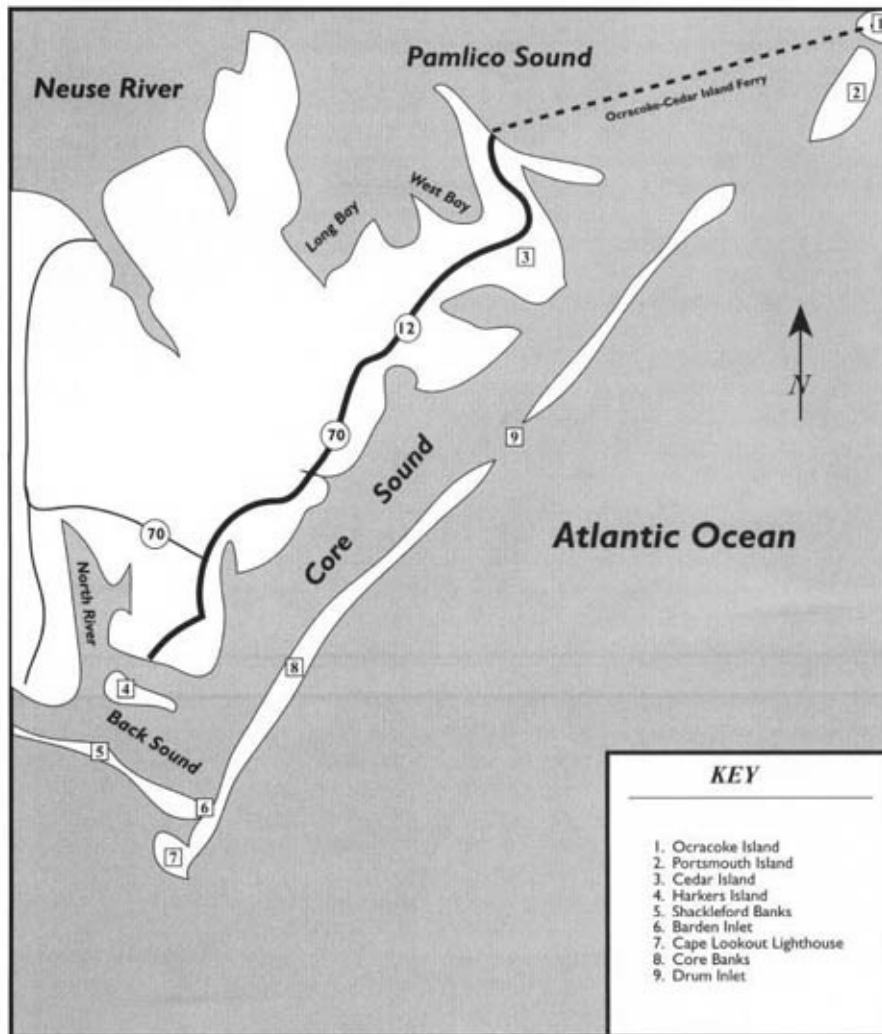 1
Neuse River
Pamlico Sound
2
Ocracoke-Cedar Island Ferry
Long Bay
West Bay
3
12
N
70
9
Core Sound
Atlantic Ocean
70
North River
8
4
Back Sound
5
6
7
KEY
1. Ocracoke Island
2. Portsmouth Island
3. Cedar Island
4. Harkers Island
5. Shackleford Banks
6. Barden Inlet
7. Cape Lookout Lighthouse
8. Core Banks
9. Drum Inlet